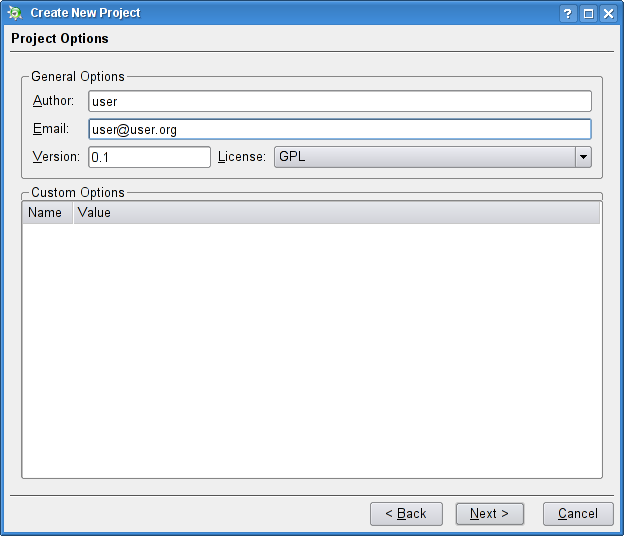 Create New Project
Project Options
General Options
Author: user
Email: user@user.org
Version: 0.1 License: GPL
Custom Options
Name Value
< Back Next > Cancel